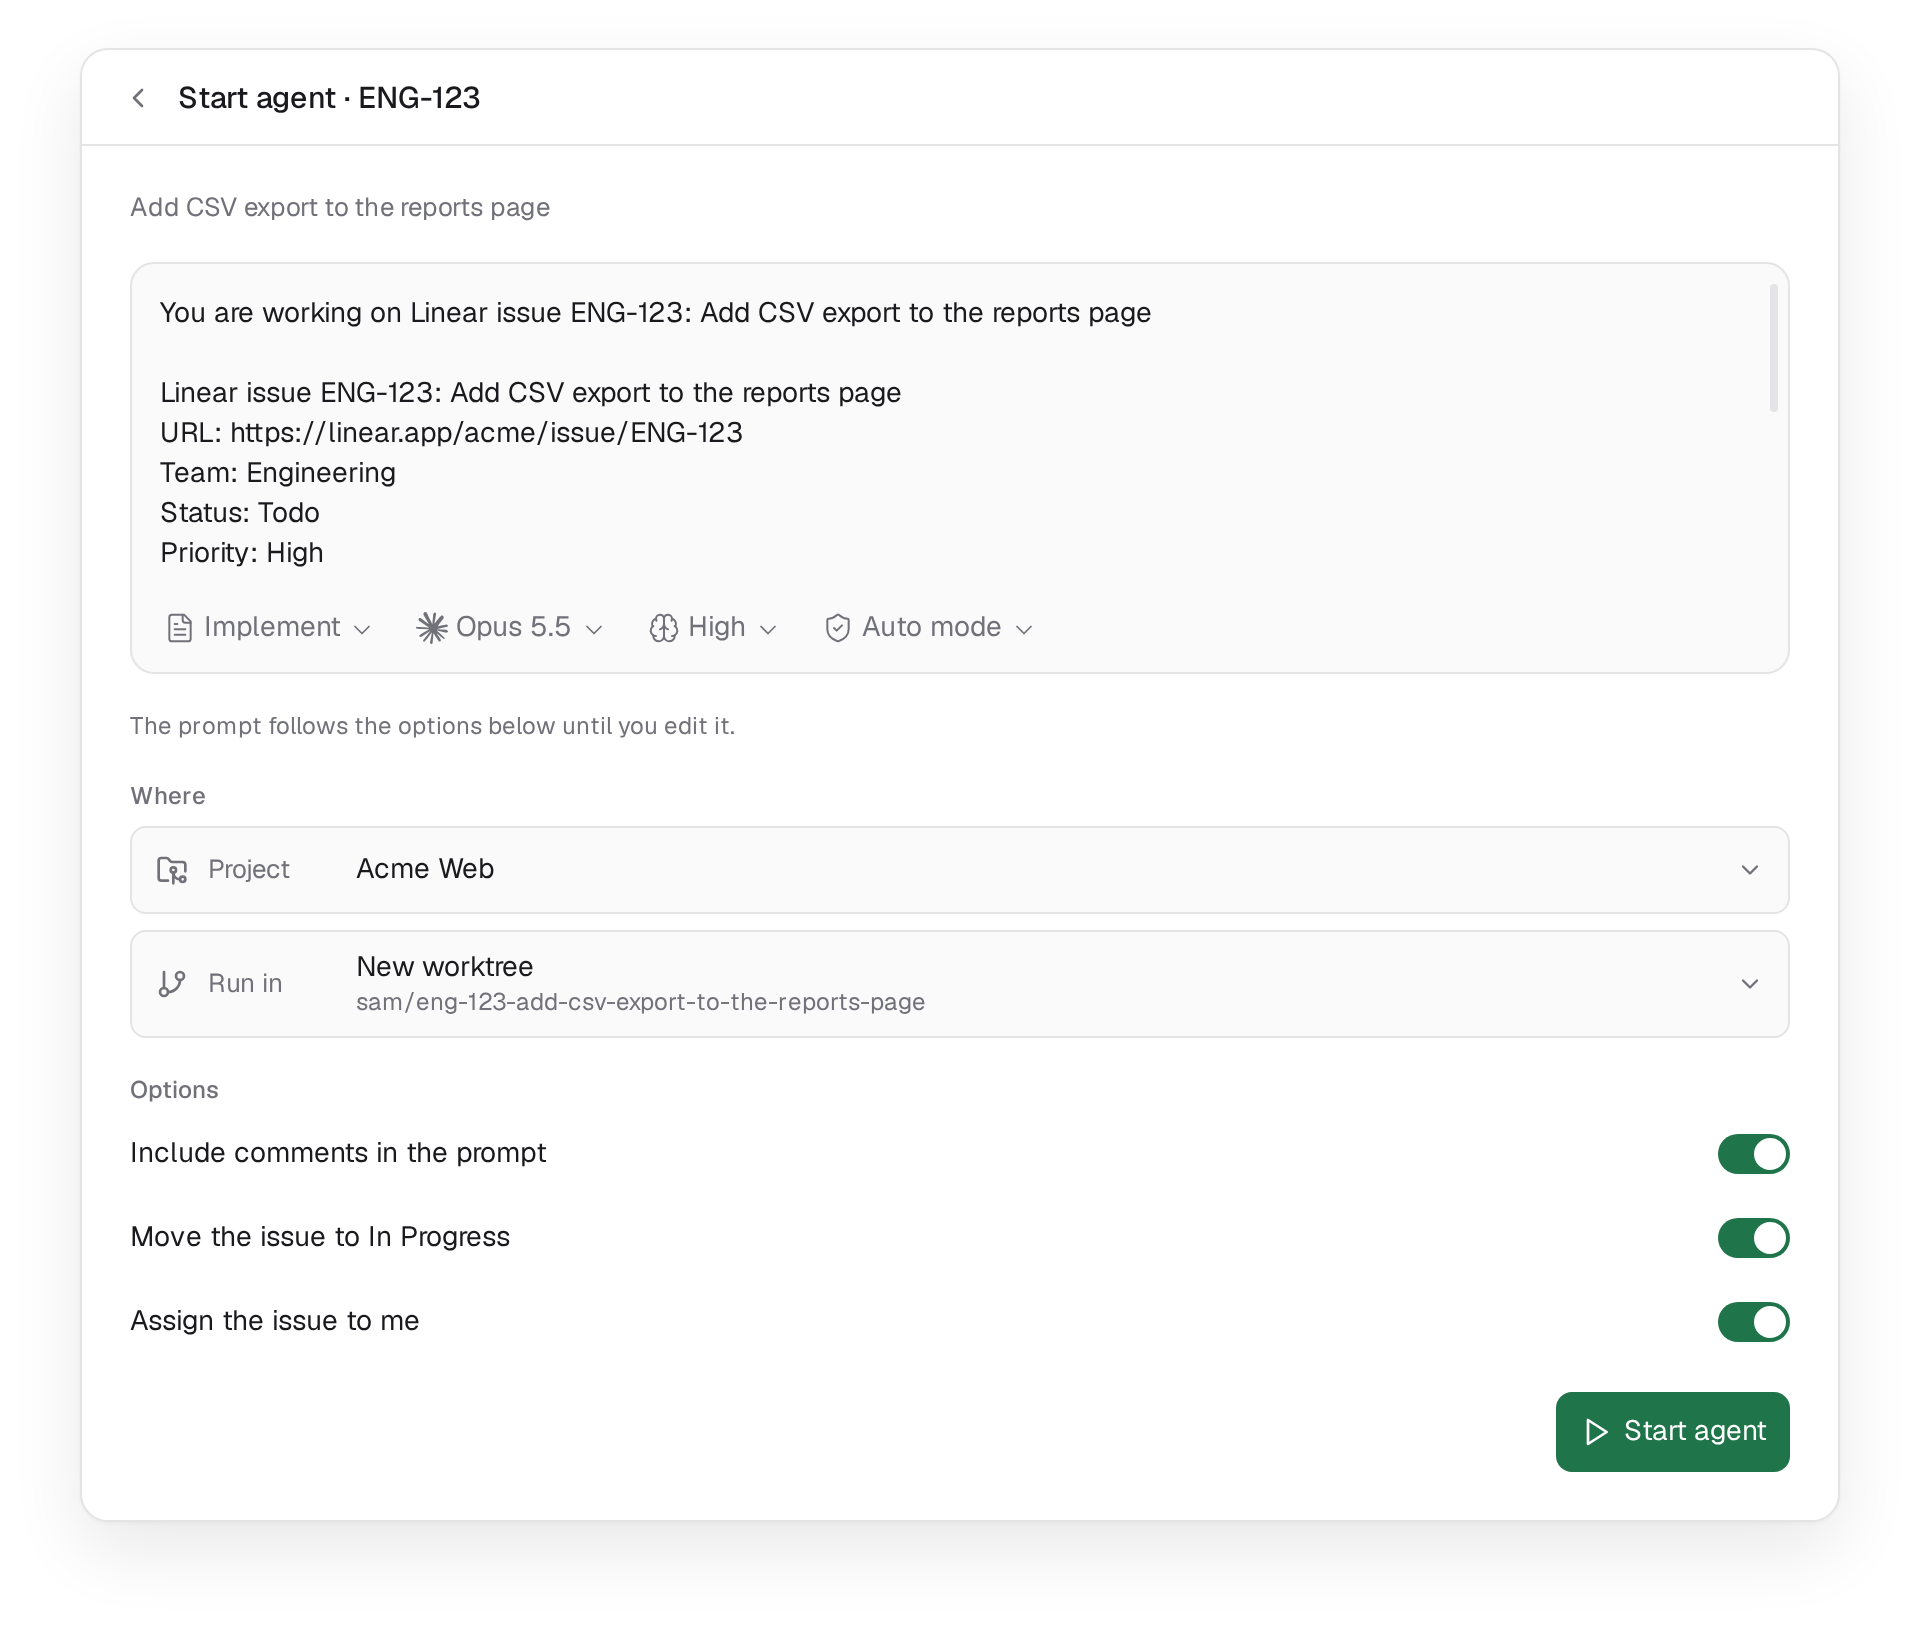 Start agent · ENG-123
Add CSV export to the reports page
You are working on Linear issue ENG-123: Add CSV export to the reports page
Linear issue ENG-123: Add CSV export to the reports page
URL: https://linear.app/acme/issue/ENG-123
Team: Engineering
Status: Todo
Priority: High
Implement Opus 5.5 High Auto mode
The prompt follows the options below until you edit it.
Where
Project Acme Web
Run in New worktree
sam/eng-123-add-csv-export-to-the-reports-page
Options
Include comments in the prompt
Move the issue to In Progress
Assign the issue to me
Start agent